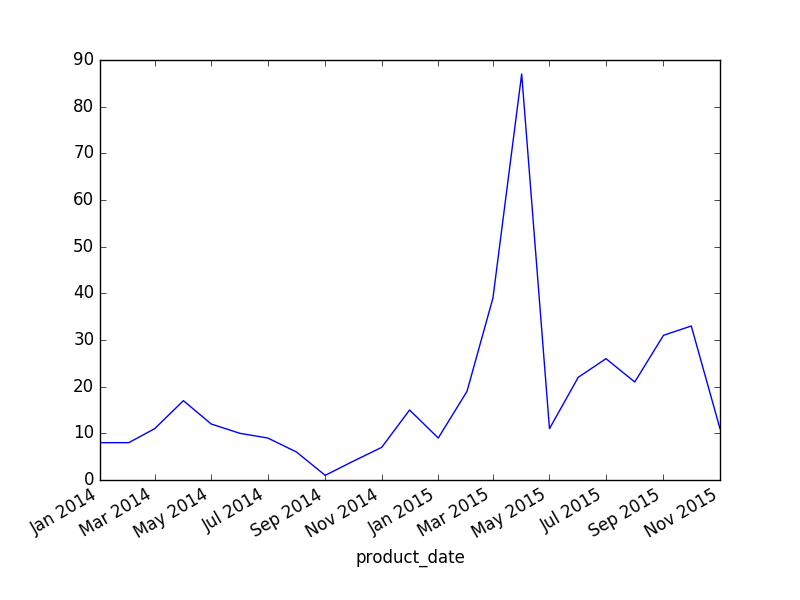 90
80
70
60
50
40
30
20
10
0
Jan 2014
Mar 2014
May 2014
Jul 2014
Sep 2014
Nov 2014
Jan 2015
Mar 2015
May 2015
Jul 2015
Sep 2015
Nov 2015
product_date